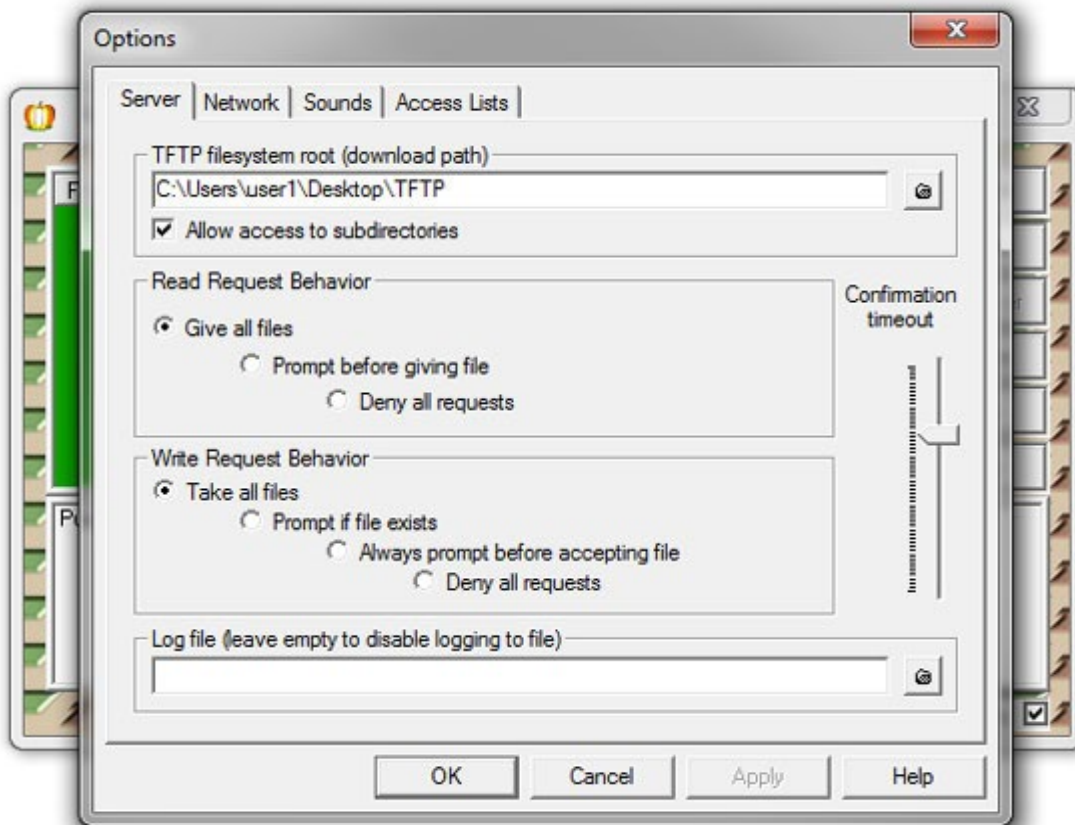 Options
Server
Network
Sounds
Access Lists
TFTP filesystem root (download path)
C:\Users\user1\Desktop\TFTP
Allow access to subdirectories
Read Request Behavior
Give all files
Prompt before giving file
Deny all requests
Confirmation
timeout
Write Request Behavior
Take all files
Prompt if file exists
Always prompt before accepting file
Deny all requests
Log file (leave empty to disable logging to file)
OK
Cancel
Apply
Help